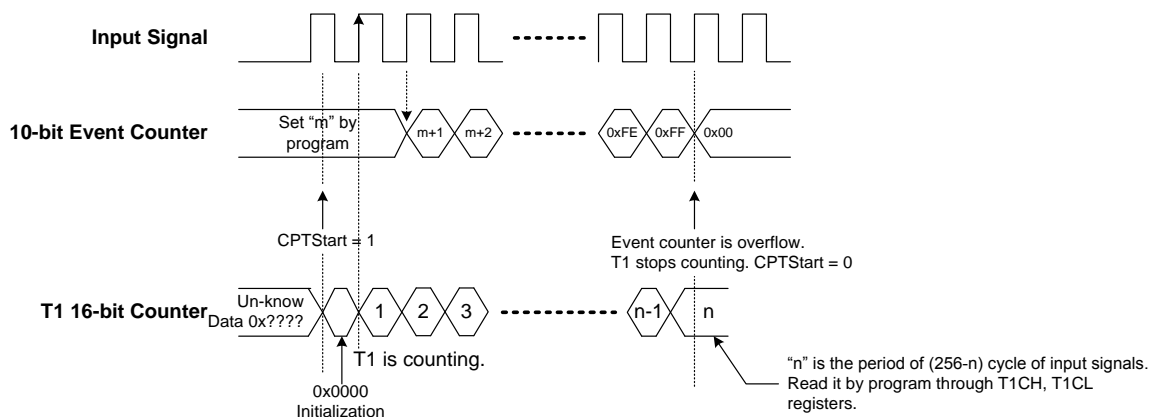 Input Signal
10-bit Event Counter
Set “m” by
program
m+1
m+2
0xFE
0xFF
0x00
CPTStart = 1
Event counter is overflow.
T1 stops counting. CPTStart = 0
T1 16-bit Counter
Un-know
Data 0x????
1
2
3
n-1
n
T1 is counting.
0x0000
Initialization
“n” is the period of (256-n) cycle of input signals.
Read it by program through T1CH, T1CL
registers.